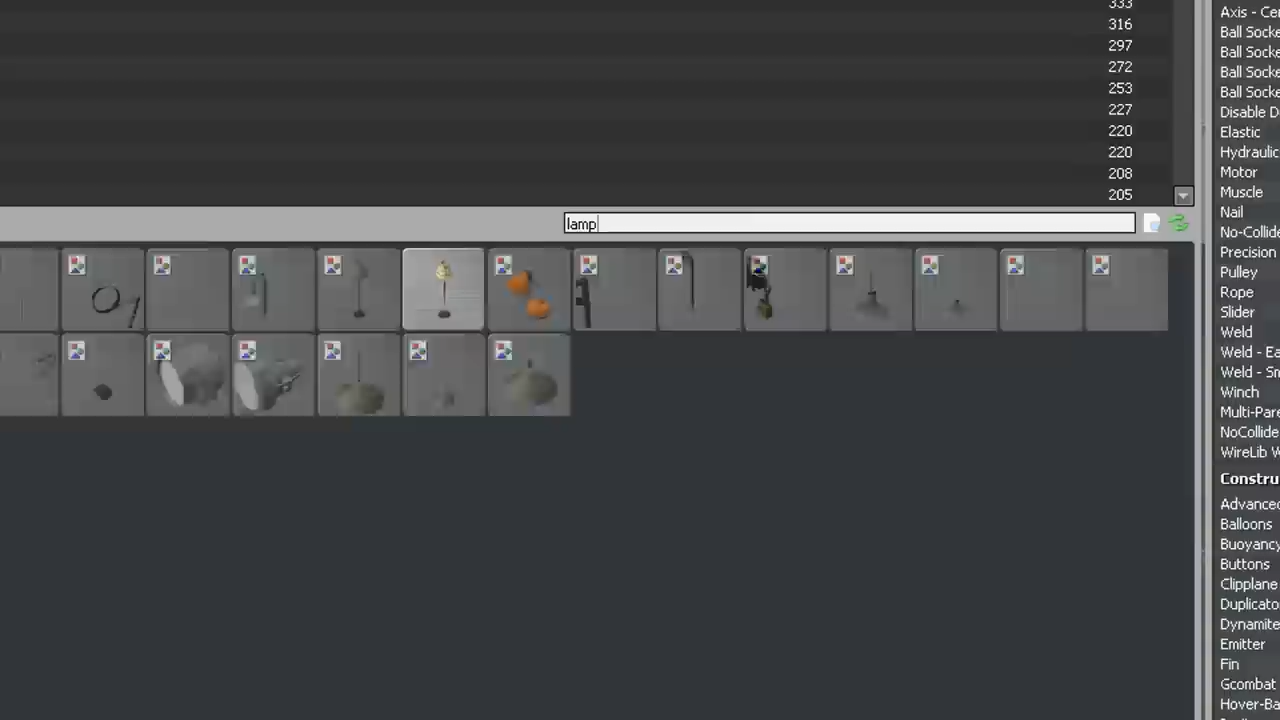 333
316
297
272
253
227
220
220
208
205
lamp
Axis - Ce
Ball Socke
Ball Socke
Ball Socke
Ball Socke
Disable D
Elastic
Hydraulic
Motor
Muscle
Nail
No-Collide
Precision
Pulley
Rope
Slider
Weld
Weld - Ea
Weld - Sm
Winch
Multi-Pare
NoCollide
WireLib W
Constru
Advanced
Balloons
Buoyancy
Buttons
Clipplane
Duplicato
Dynamite
Emitter
Fin
Gcombat
Hover-Ba